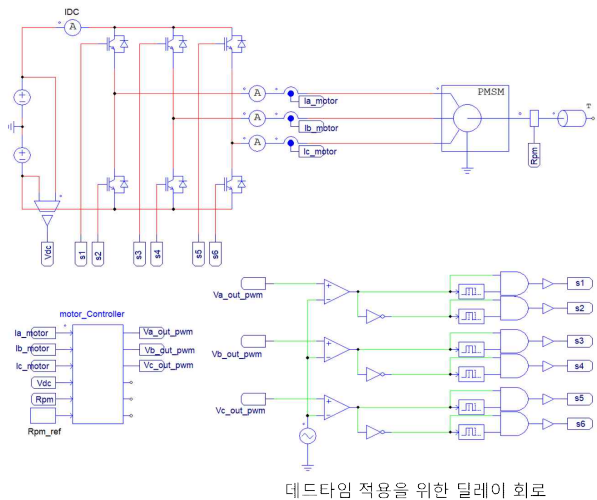 IDC
A
PMSM
T
A
Ia_motor
A
Ib_motor
A
Ic_motor
Rpm
Vdc
s1
s2
s3
s4
s5
s6
motor_Controller
Ia_motor
Ib_motor
Ic_motor
Vdc
Rpm
Rpm_ref
Va_out_pwm
Vb_out_pwm
Vc_out_pwm
Va_out_pwm
Vb_out_pwm
Vc_out_pwm
s1
s2
s3
s4
s5
s6
데드타임 적용을 위한 딜레이 회로